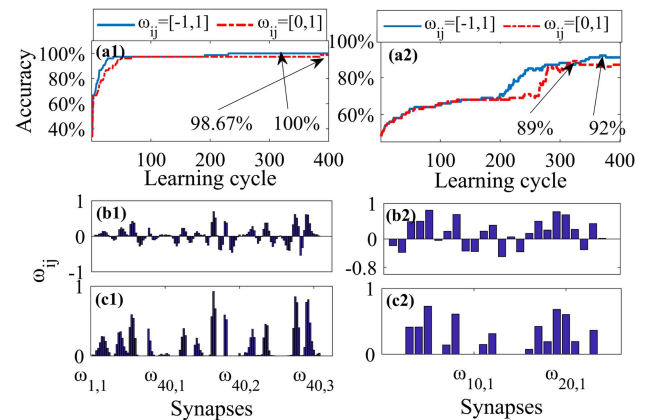 ω_ij=[-1,1] ω_ij=[0,1]
ω_ij=[-1,1] ω_ij=[0,1]
Accuracy
100%
80%
60%
40%
(a1)
98.67%
100%
100 200 300 400
Learning cycle
100%
80%
60%
(a2)
89%
92%
100 200 300 400
Learning cycle
ω_ij
1
0
-1
(b1)
0
-0.8
(b2)
1
0
(c1)
ω_1,1 ω_40,1 ω_40,2 ω_40,3
Synapses
1
0
(c2)
ω_10,1 ω_20,1
Synapses